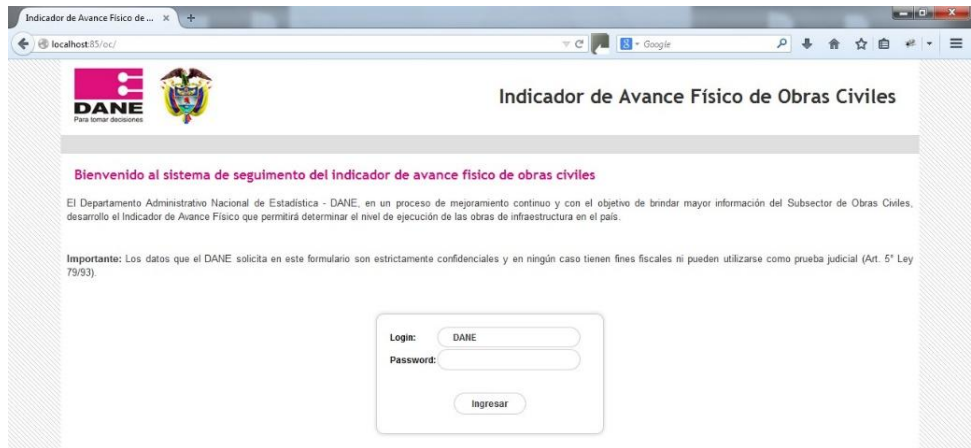 Indicador de Avance Físico de ...
localhost:85/oc/
Google
DANE
Para tomar decisiones
Indicador de Avance Físico de Obras Civiles
Bienvenido al sistema de seguimento del indicador de avance fisico de obras civiles
El Departamento Administrativo Nacional de Estadística - DANE, en un proceso de mejoramiento continuo y con el objetivo de brindar mayor información del Subsector de Obras Civiles,
desarrollo el Indicador de Avance Físico que permitirá determinar el nivel de ejecución de las obras de infraestructura en el país.
Importante: Los datos que el DANE solicita en este formulario son estrictamente confidenciales y en ningún caso tienen fines fiscales ni pueden utilizarse como prueba judicial (Art. 5° Ley
79/93).
Login: DANE
Password:
Ingresar